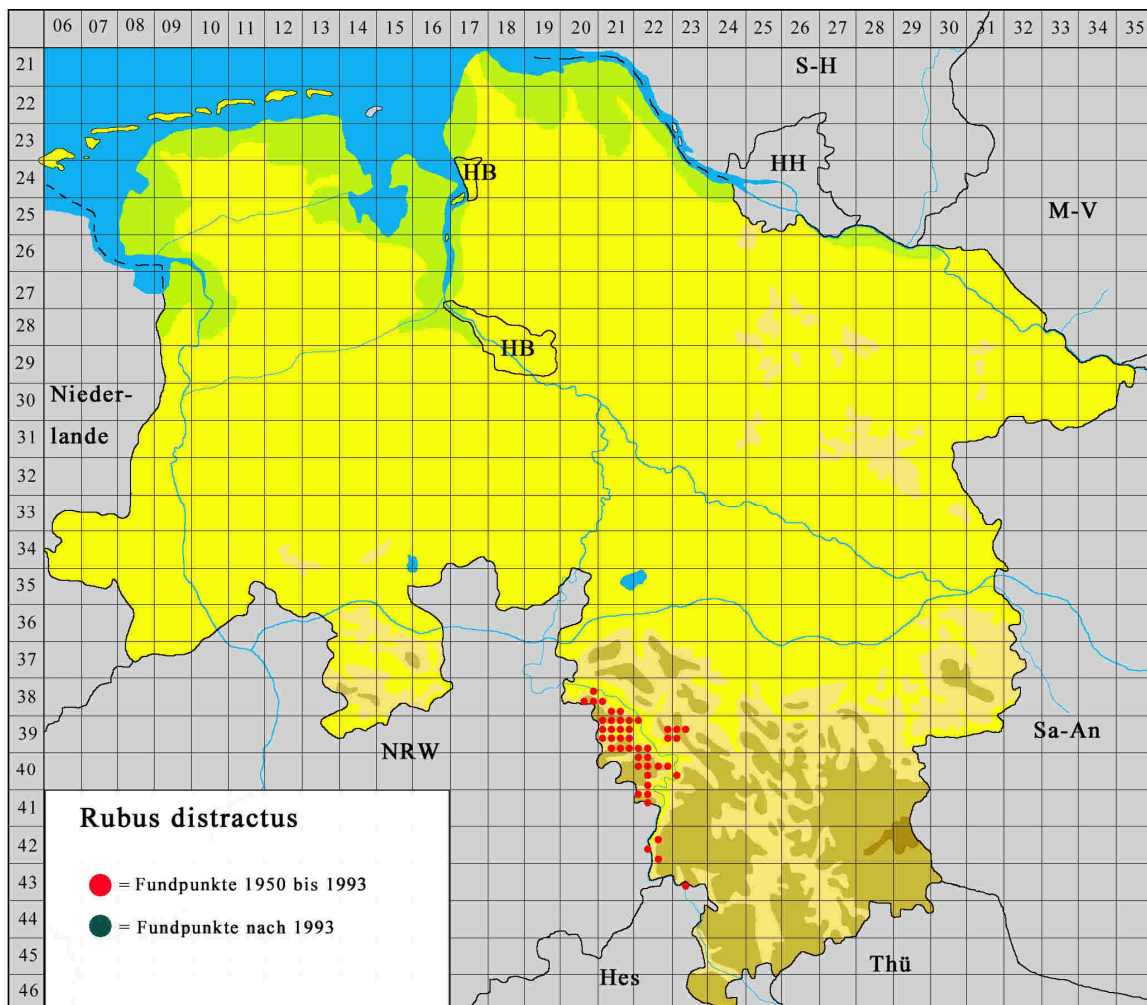 06 07 08 10 11 12 13 14 15 16 17 18 19 20 21 22 23 24 25 26 27 28 29 30 31 32 33 34 35
21
S-H
22
23
HB
HH
24
25
M-V
26
27
28
HB
29
30
Nieder-
31
lande
32
33
34
35
36
37
38
39
NRW
Sa-An
40
41
Rubus distractus
42
43
= Fundpunkte 1950 bis 1993
44
= Fundpunkte nach 1993
45
Hes
Thü
46